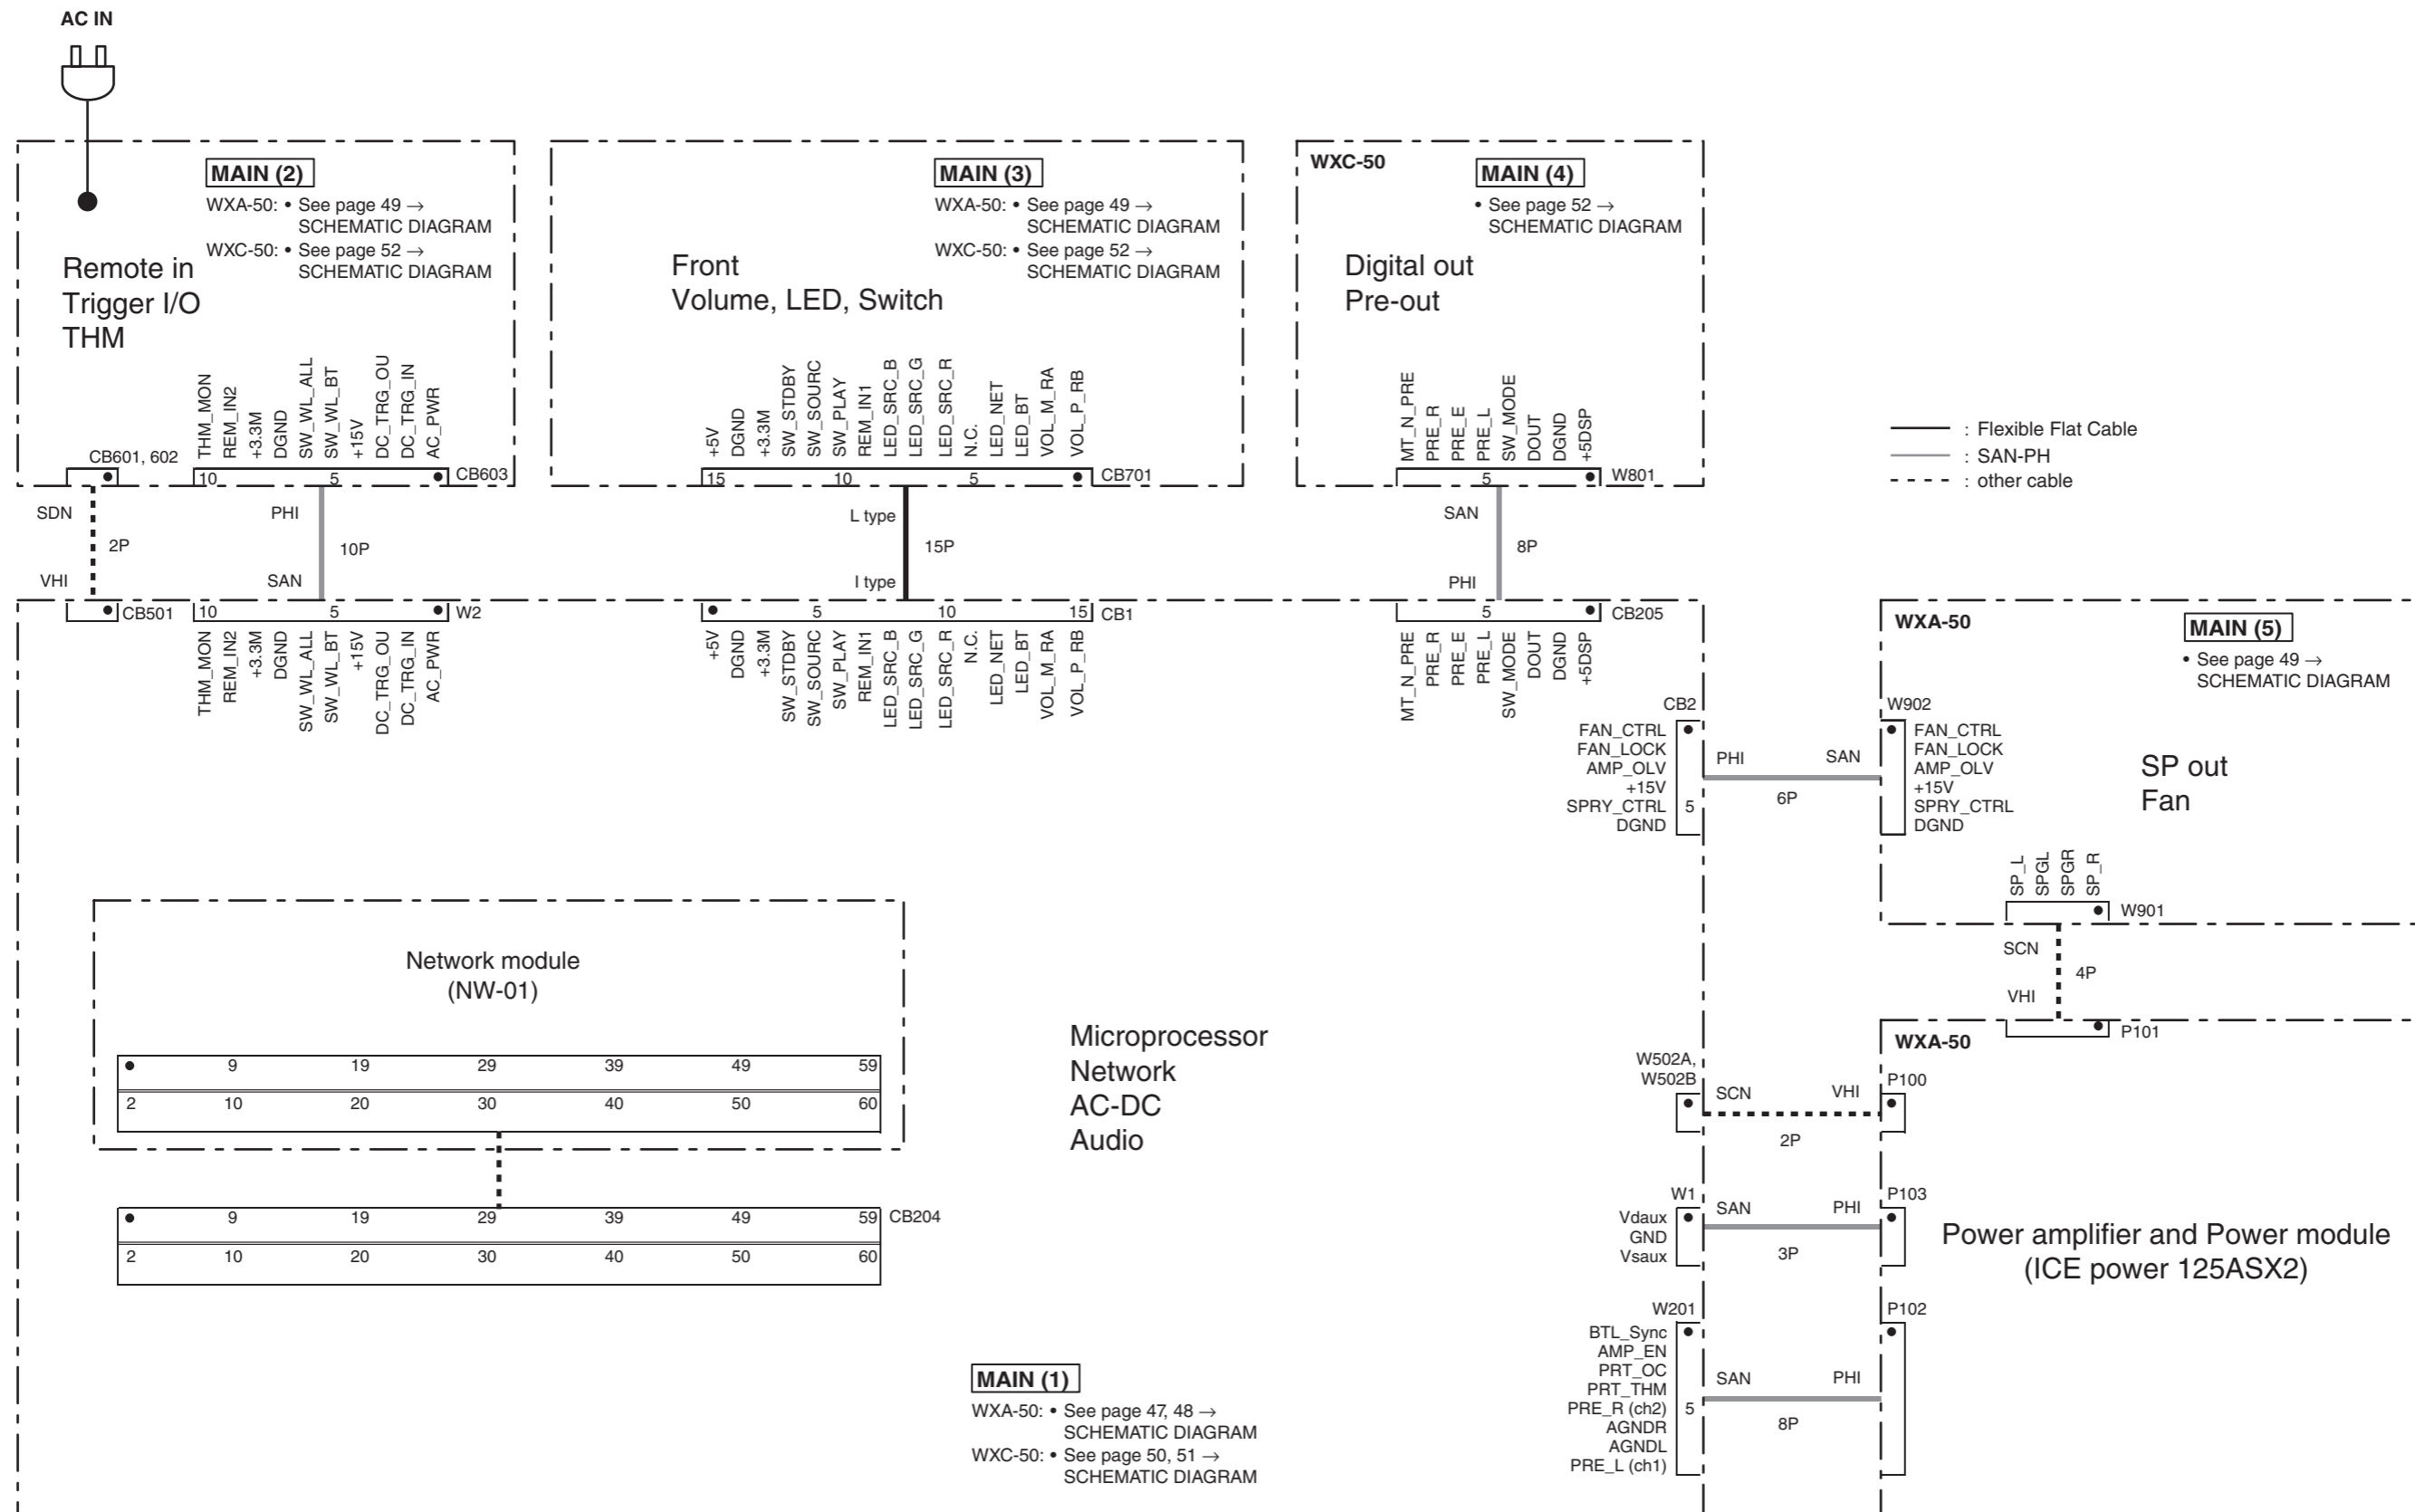 AC IN
MAIN (2)
WXA-50: • See page 49 →
SCHEMATIC DIAGRAM
WXC-50: • See page 52 →
SCHEMATIC DIAGRAM
Remote in
Trigger I/O
THM
THM_MON
REM_IN2
+3.3M
DGND
SW_WL_ALL
SW_WL_BT
+15V
DC_TRG_OU
DC_TRG_IN
AC_PWR
CB601, 602
10
5
CB603
MAIN (3)
WXA-50: • See page 49 →
SCHEMATIC DIAGRAM
WXC-50: • See page 52 →
SCHEMATIC DIAGRAM
Front
Volume, LED, Switch
+5V
DGND
+3.3M
SW_STDBY
SW_SOURC
SW_PLAY
REM_IN1
LED_SRC_B
LED_SRC_G
LED_SRC_R
N.C.
LED_NET
LED_BT
VOL_M_RA
VOL_P_RB
15
10
5
CB701
WXC-50
MAIN (4)
• See page 52 →
SCHEMATIC DIAGRAM
Digital out
Pre-out
MT_N_PRE
PRE_R
PRE_E
PRE_L
SW_MODE
DOUT
DGND
+5DSP
5
W801
: Flexible Flat Cable
: SAN-PH
: other cable
SDN
2P
VHI
PHI
10P
SAN
L type
15P
I type
SAN
8P
PHI
CB501
10
5
W2
THM_MON
REM_IN2
+3.3M
DGND
SW_WL_ALL
SW_WL_BT
+15V
DC_TRG_OU
DC_TRG_IN
AC_PWR
5
10
15
CB1
+5V
DGND
+3.3M
SW_STDBY
SW_SOURC
SW_PLAY
REM_IN1
LED_SRC_B
LED_SRC_G
LED_SRC_R
N.C.
LED_NET
LED_BT
VOL_M_RA
VOL_P_RB
5
CB205
MT_N_PRE
PRE_R
PRE_E
PRE_L
SW_MODE
DOUT
DGND
+5DSP
CB2
FAN_CTRL
FAN_LOCK
AMP_OLV
+15V
SPRY_CTRL
DGND
5
PHI
SAN
6P
WXA-50
MAIN (5)
• See page 49 →
SCHEMATIC DIAGRAM
W902
FAN_CTRL
FAN_LOCK
AMP_OLV
+15V
SPRY_CTRL
DGND
SP out
Fan
SP_L
SPGL
SPGR
SP_R
W901
SCN
4P
VHI
P101
Network module
(NW-01)
9 19 29 39 49 59
2 10 20 30 40 50 60
9 19 29 39 49 59 CB204
2 10 20 30 40 50 60
Microprocessor
Network
AC-DC
Audio
WXA-50
W502A,
W502B
SCN
VHI
P100
2P
W1
Vdaux
GND
Vsaux
SAN
PHI
P103
3P
Power amplifier and Power module
(ICE power 125ASX2)
W201
BTL_Sync
AMP_EN
PRT_OC
PRT_THM
PRE_R (ch2)
AGNDR
AGNDL
PRE_L (ch1)
5
SAN
PHI
P102
8P
MAIN (1)
WXA-50: • See page 47, 48 →
SCHEMATIC DIAGRAM
WXC-50: • See page 50, 51 →
SCHEMATIC DIAGRAM